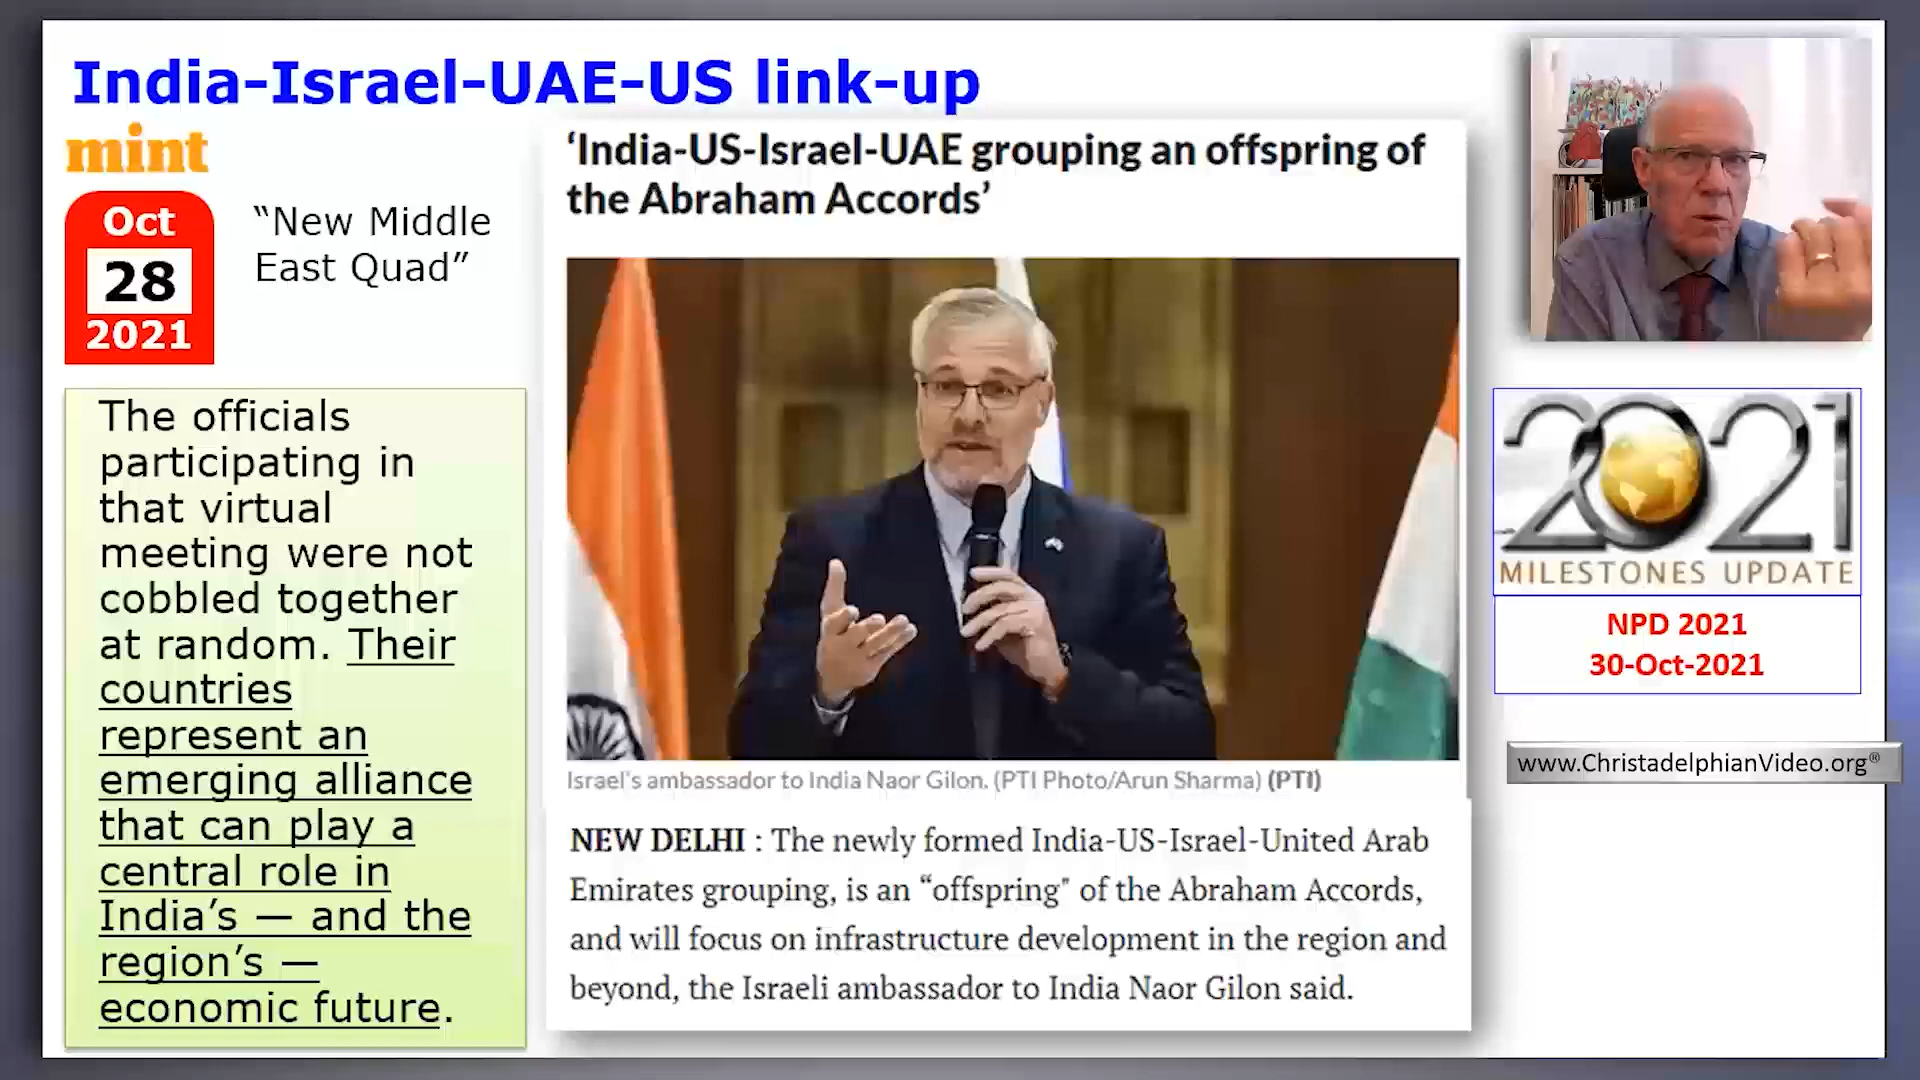 India-Israel-UAE-US link-up
mint
Oct
28
2021
“New Middle
East Quad”
The officials
participating in
that virtual
meeting were not
cobbled together
at random. Their
countries
represent an
emerging alliance
that can play a
central role in
India’s — and the
region’s —
economic future.
‘India-US-Israel-UAE grouping an offspring of
the Abraham Accords’
Israel's ambassador to India Naor Gilon. (PTI Photo/Arun Sharma) (PTI)
NEW DELHI : The newly formed India-US-Israel-United Arab
Emirates grouping, is an “offspring" of the Abraham Accords,
and will focus on infrastructure development in the region and
beyond, the Israeli ambassador to India Naor Gilon said.
2021
MILESTONES UPDATE
NPD 2021
30-Oct-2021
www.ChristadelphianVideo.org®